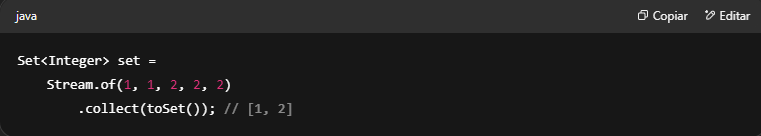 java Copiar Editar
Set<Integer> set =
    Stream.of(1, 1, 2, 2, 2)
        .collect(toSet()); // [1, 2]